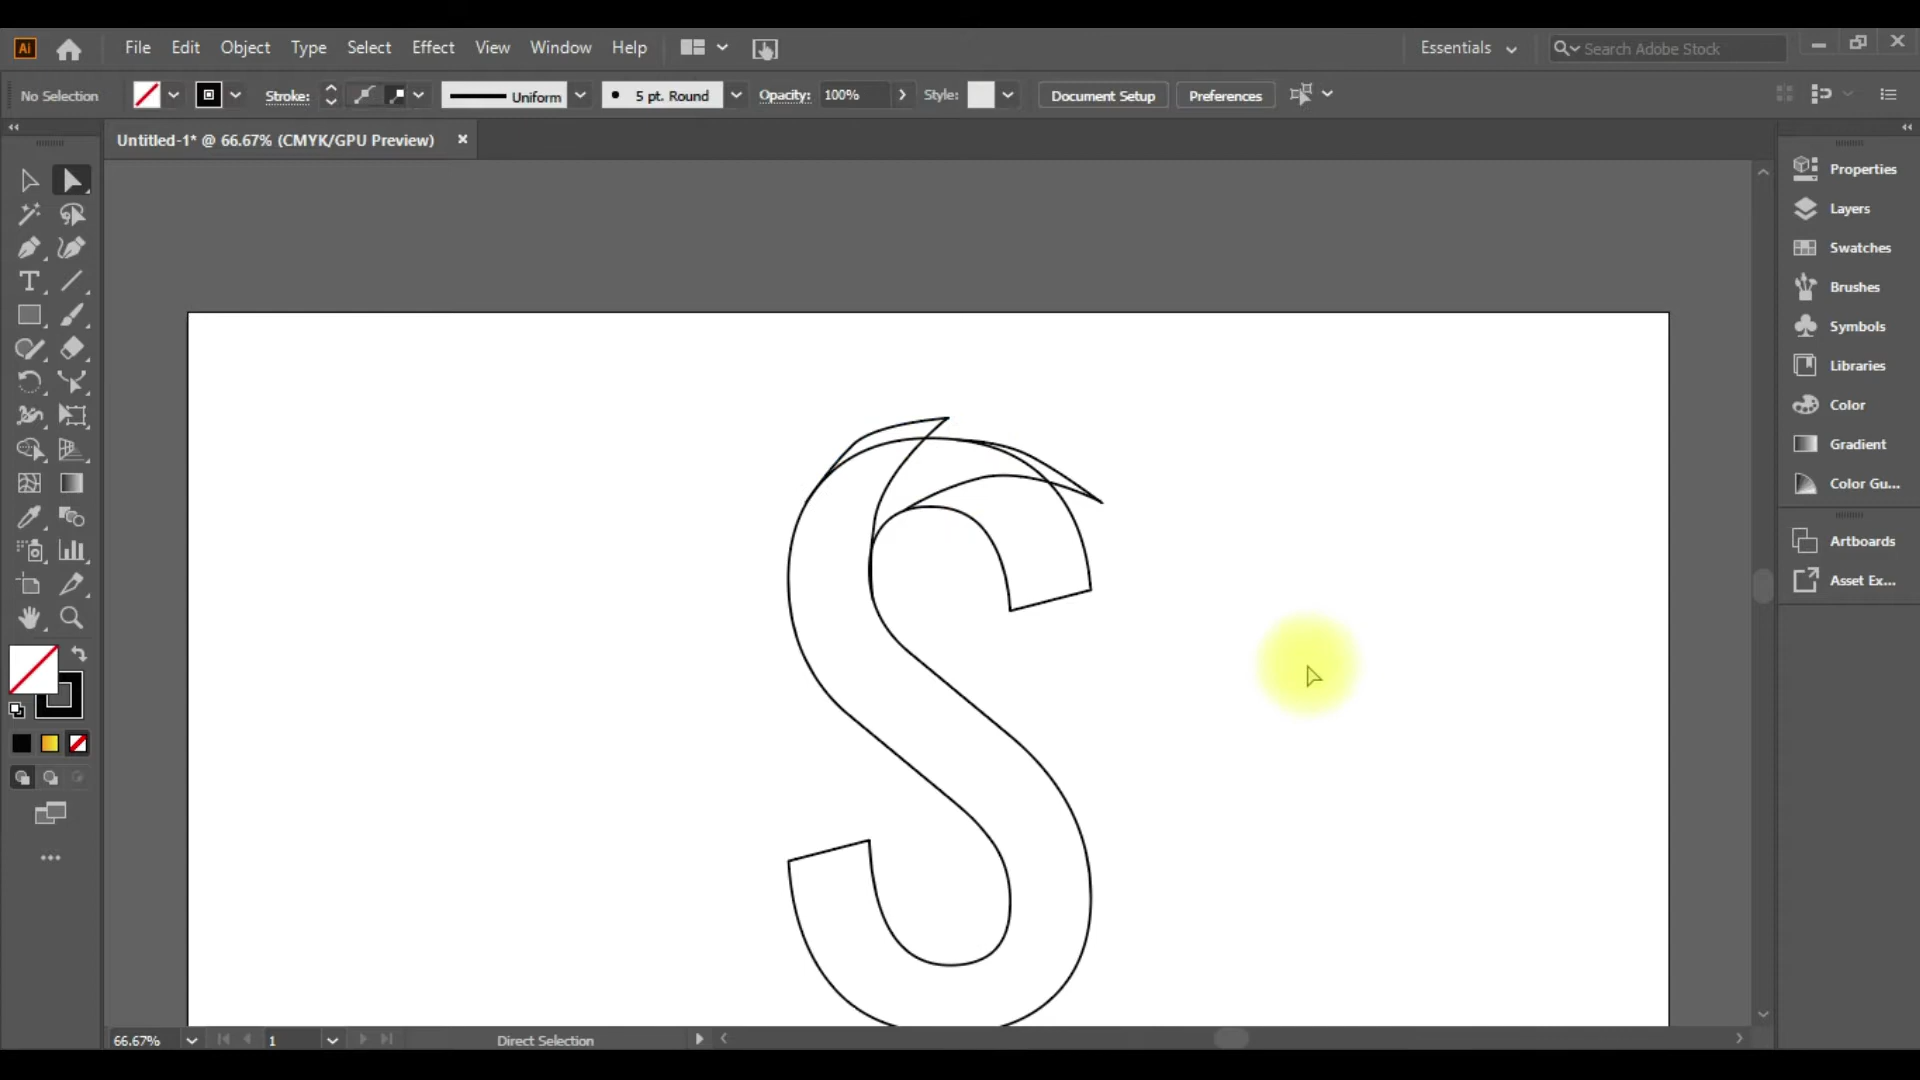 Ai File Edit Object Type Select Effect View Window Help Essentials Search Adobe Stock
No Selection Stroke: Uniform 5 pt. Round Opacity: 100% Style: Document Setup Preferences
Untitled-1* @ 66.67% (CMYK/GPU Preview)
Properties
Layers
Swatches
Brushes
Symbols
Libraries
Color
Gradient
Color Gu...
Artboards
Asset Ex...
S
66.67% 1 Direct Selection